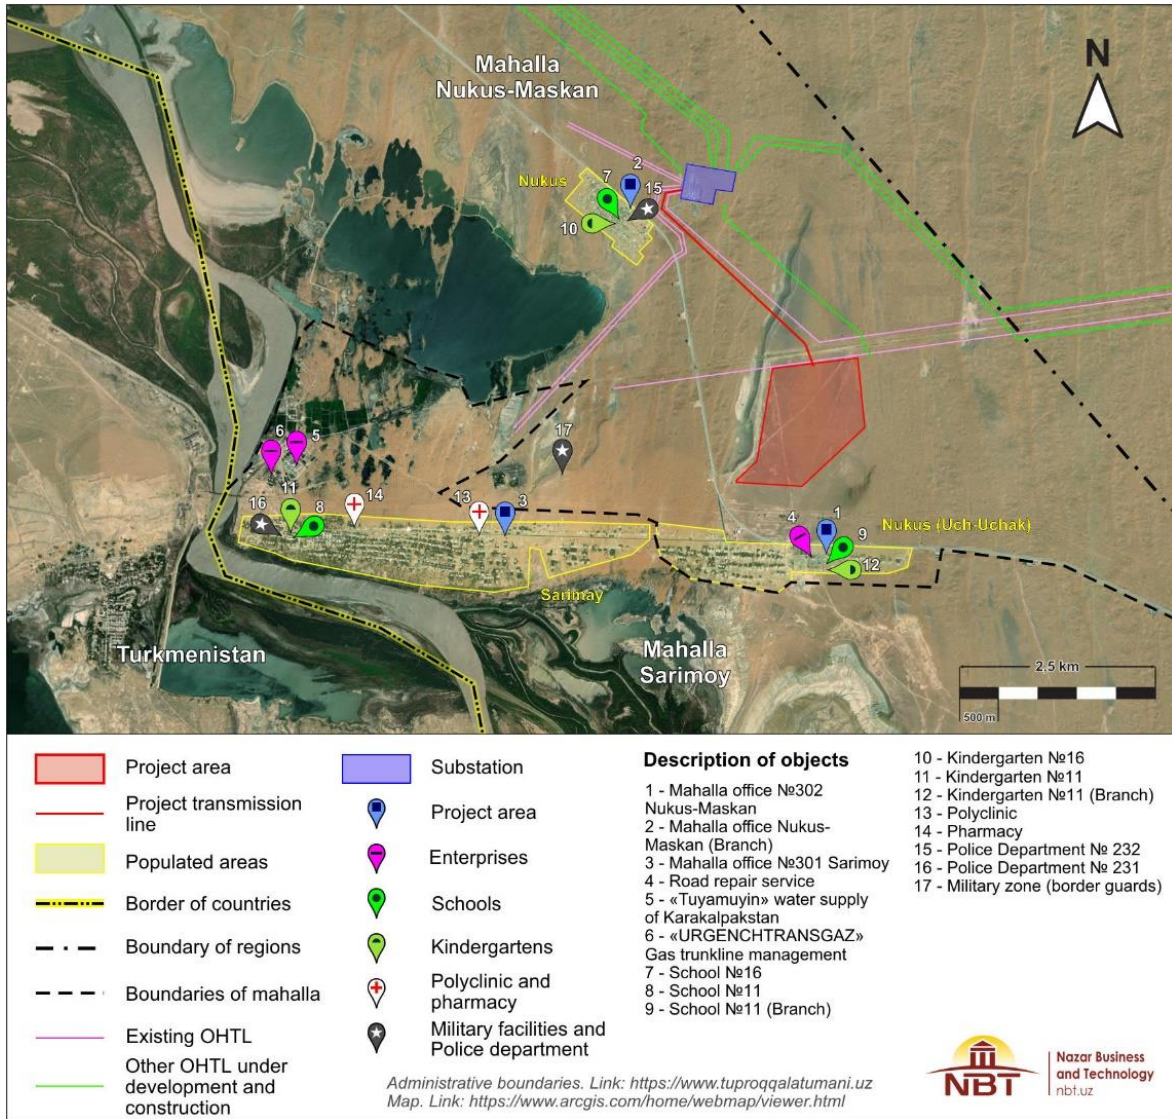 Mahalla
Nukus-Maskan
N
Nukus
7
2
15
10
17
6
5
16
11
8
14
13
3
4
1
9
12
Nukus (Uch-Uchak)
Sarimay
Turkmenistan
Mahalla
Sarimoy
2,5 km
500 m
Project area
Project transmission
line
Populated areas
Border of countries
Boundary of regions
Boundaries of mahalla
Existing OHTL
Other OHTL under
development and
construction
Substation
Project area
Enterprises
Schools
Kindergartens
Polyclinic and
pharmacy
Military facilities and
Police department
Description of objects
1 - Mahalla office №302
Nukus-Maskan
2 - Mahalla office Nukus-
Maskan (Branch)
3 - Mahalla office №301 Sarimoy
4 - Road repair service
5 - «Tuyamuyin» water supply
of Karakalpakstan
6 - «URGENCHTRANSGAZ»
Gas trunkline management
7 - School №16
8 - School №11
9 - School №11 (Branch)
10 - Kindergarten №16
11 - Kindergarten №11
12 - Kindergarten №11 (Branch)
13 - Polyclinic
14 - Pharmacy
15 - Police Department № 232
16 - Police Department № 231
17 - Military zone (border guards)
Administrative boundaries. Link: https://www.tuproqqalatumani.uz
Map. Link: https://www.arcgis.com/home/webmap/viewer.html
NBT
Nazar Business
and Technology
nbt.uz